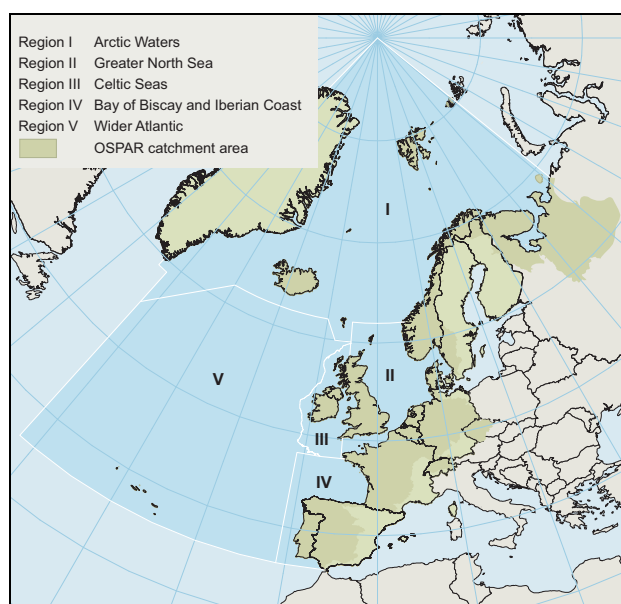 Region I Arctic Waters
Region II Greater North Sea
Region III Celtic Seas
Region IV Bay of Biscay and Iberian Coast
Region V Wider Atlantic
OSPAR catchment area
I
II
V
III
IV